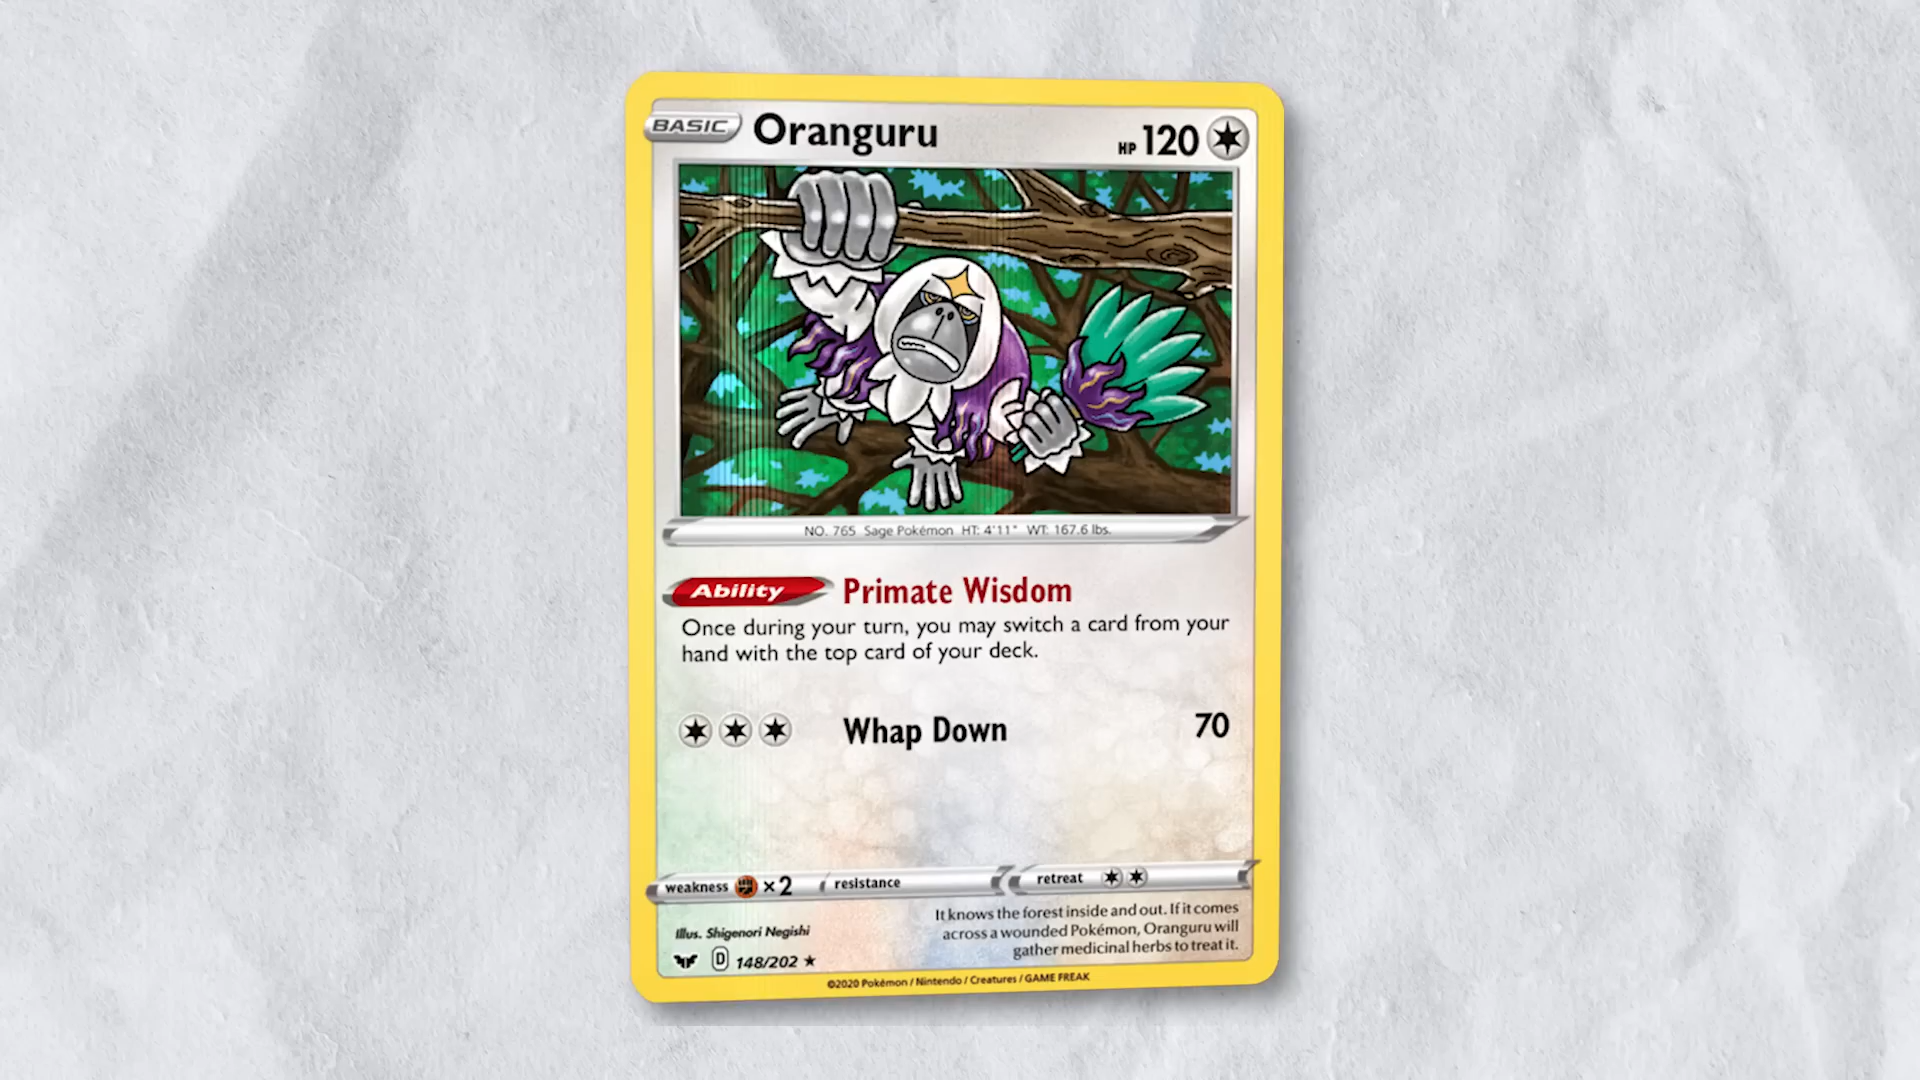 BASIC Oranguru HP 120
NO. 765 Sage Pokémon HT: 4'11" WT: 167.6 lbs.
Ability Primate Wisdom
Once during your turn, you may switch a card from your
hand with the top card of your deck.
Whap Down 70
weakness ×2 resistance retreat
It knows the forest inside and out. If it comes
across a wounded Pokémon, Oranguru will
gather medicinal herbs to treat it.
Illus. Shigenori Negishi
D 148/202 ★
©2020 Pokémon / Nintendo / Creatures / GAME FREAK